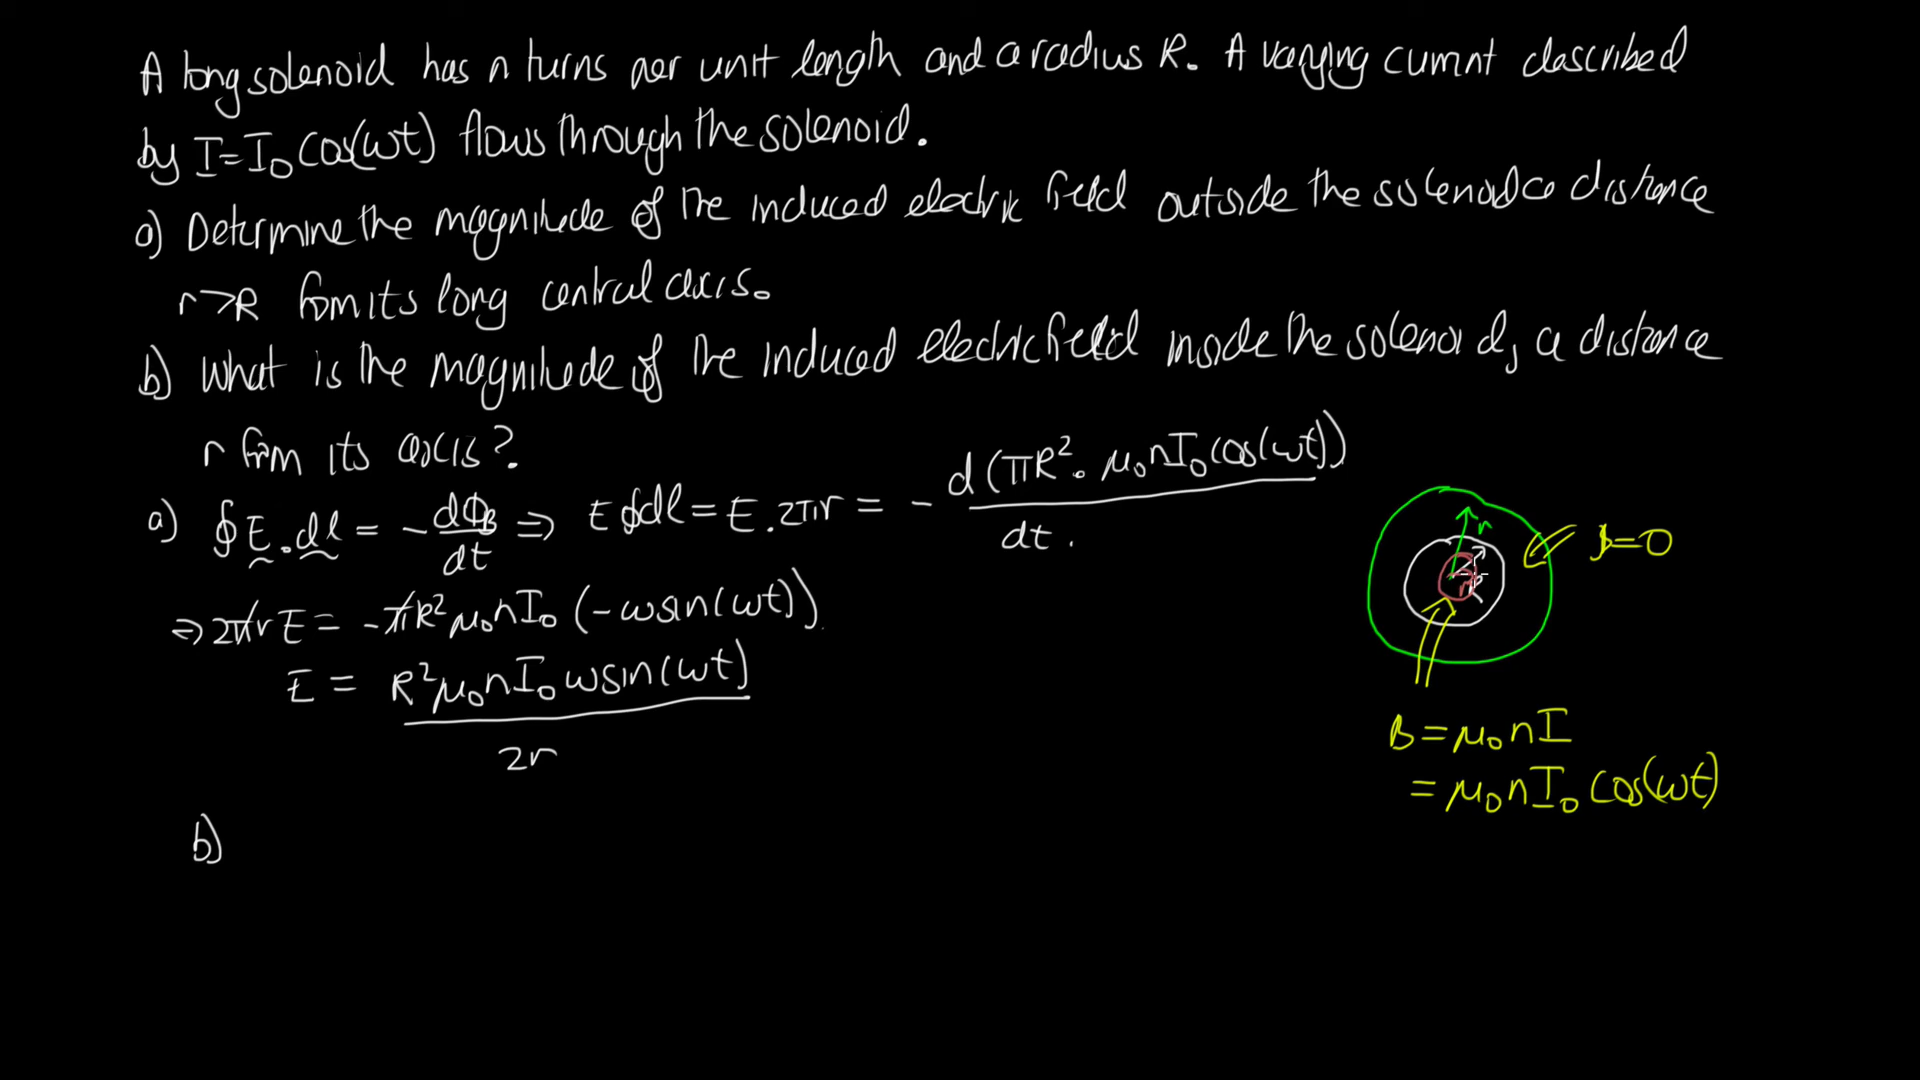 A long solenoid has n turns per unit length and a radius R. A varying current described
by I=I₀ cos(ωt) flows through the solenoid.
a) Determine the magnitude of the induced electric field outside the solenoid a distance
r>R from its long central axis.
b) What is the magnitude of the induced electric field inside the solenoid, a distance
r from its axis?
a) ∮E.dl = -dΦB/dt ⇒ E∮dl = E.2πr = - d(πR².μ₀nI₀cos(ωt))/dt.
⇒ 2πrE = -πR²μ₀nI₀(-ωsin(ωt)).
E = R²μ₀nI₀ωsin(ωt)/2r
b)
r
B=0
R
r
B = μ₀nI
= μ₀nI₀ cos(ωt)